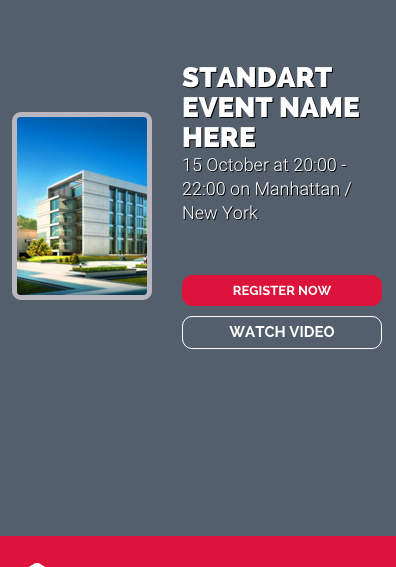 STANDART
EVENT NAME
HERE
15 October at 20:00 -
22:00 on Manhattan /
New York
REGISTER NOW
WATCH VIDEO